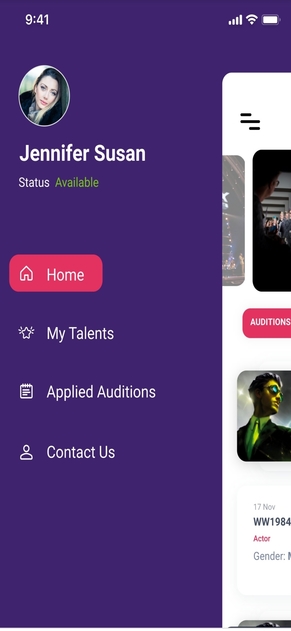 9:41
Jennifer Susan
Status Available
Home
My Talents
Applied Auditions
Contact Us
AUDITIONS
17 Nov
WW1984
Actor
Gender: